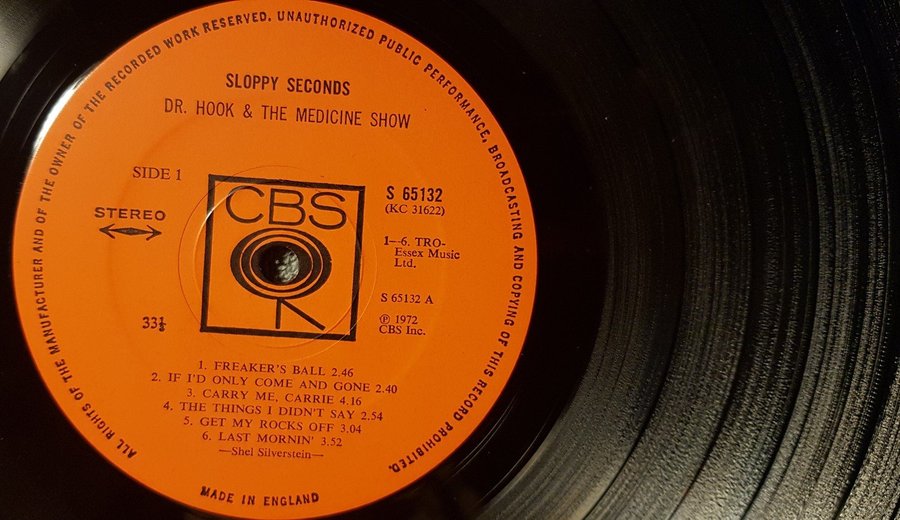 ALL RIGHTS OF THE MANUFACTURER AND OF THE OWNER OF THE RECORDED WORK RESERVED. UNAUTHORIZED PUBLIC PERFORMANCE, BROADCASTING AND COPYING OF THIS RECORD PROHIBITED.
SLOPPY SECONDS
DR. HOOK & THE MEDICINE SHOW
SIDE 1
STEREO
33⅓
CBS
S 65132
(KC 31622)
1--6. TRO-
Essex Music
Ltd.
S 65132 A
Ⓟ 1972
CBS Inc.
1. FREAKER'S BALL 2.46
2. IF I'D ONLY COME AND GONE 2.40
3. CARRY ME, CARRIE 4.16
4. THE THINGS I DIDN'T SAY 2.54
5. GET MY ROCKS OFF 3.04
6. LAST MORNIN' 3.52
—Shel Silverstein—
MADE IN ENGLAND